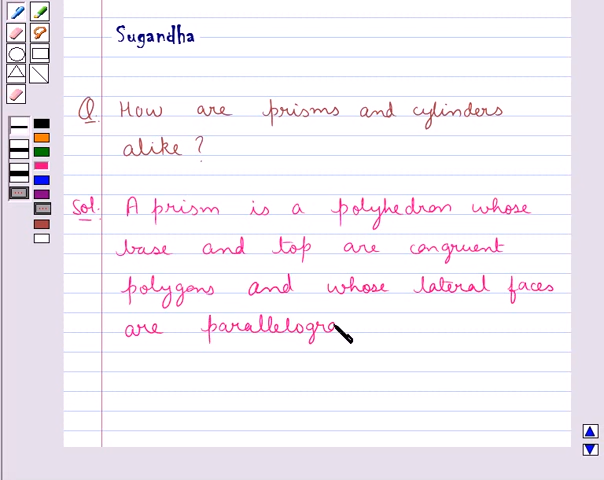 Sugandha
Q. How are prisms and cylinders
alike ?
Sol. A prism is a polyhedron whose
base and top are congruent
polygons and whose lateral faces
are parallelogra